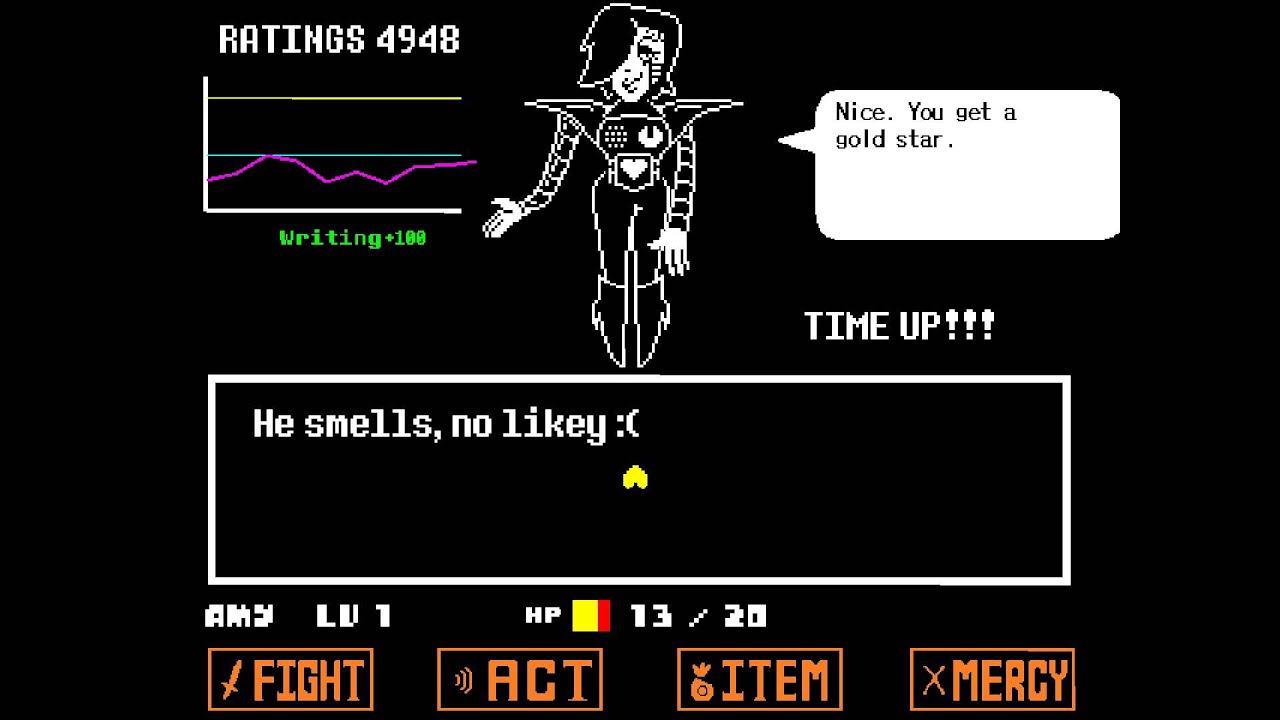 RATINGS 4948
Nice. You get a
gold star.
Writing+100
TIME UP!!!
He smells, no likey :(
AMY LV 1 HP 13 / 20
FIGHT ACT ITEM MERCY